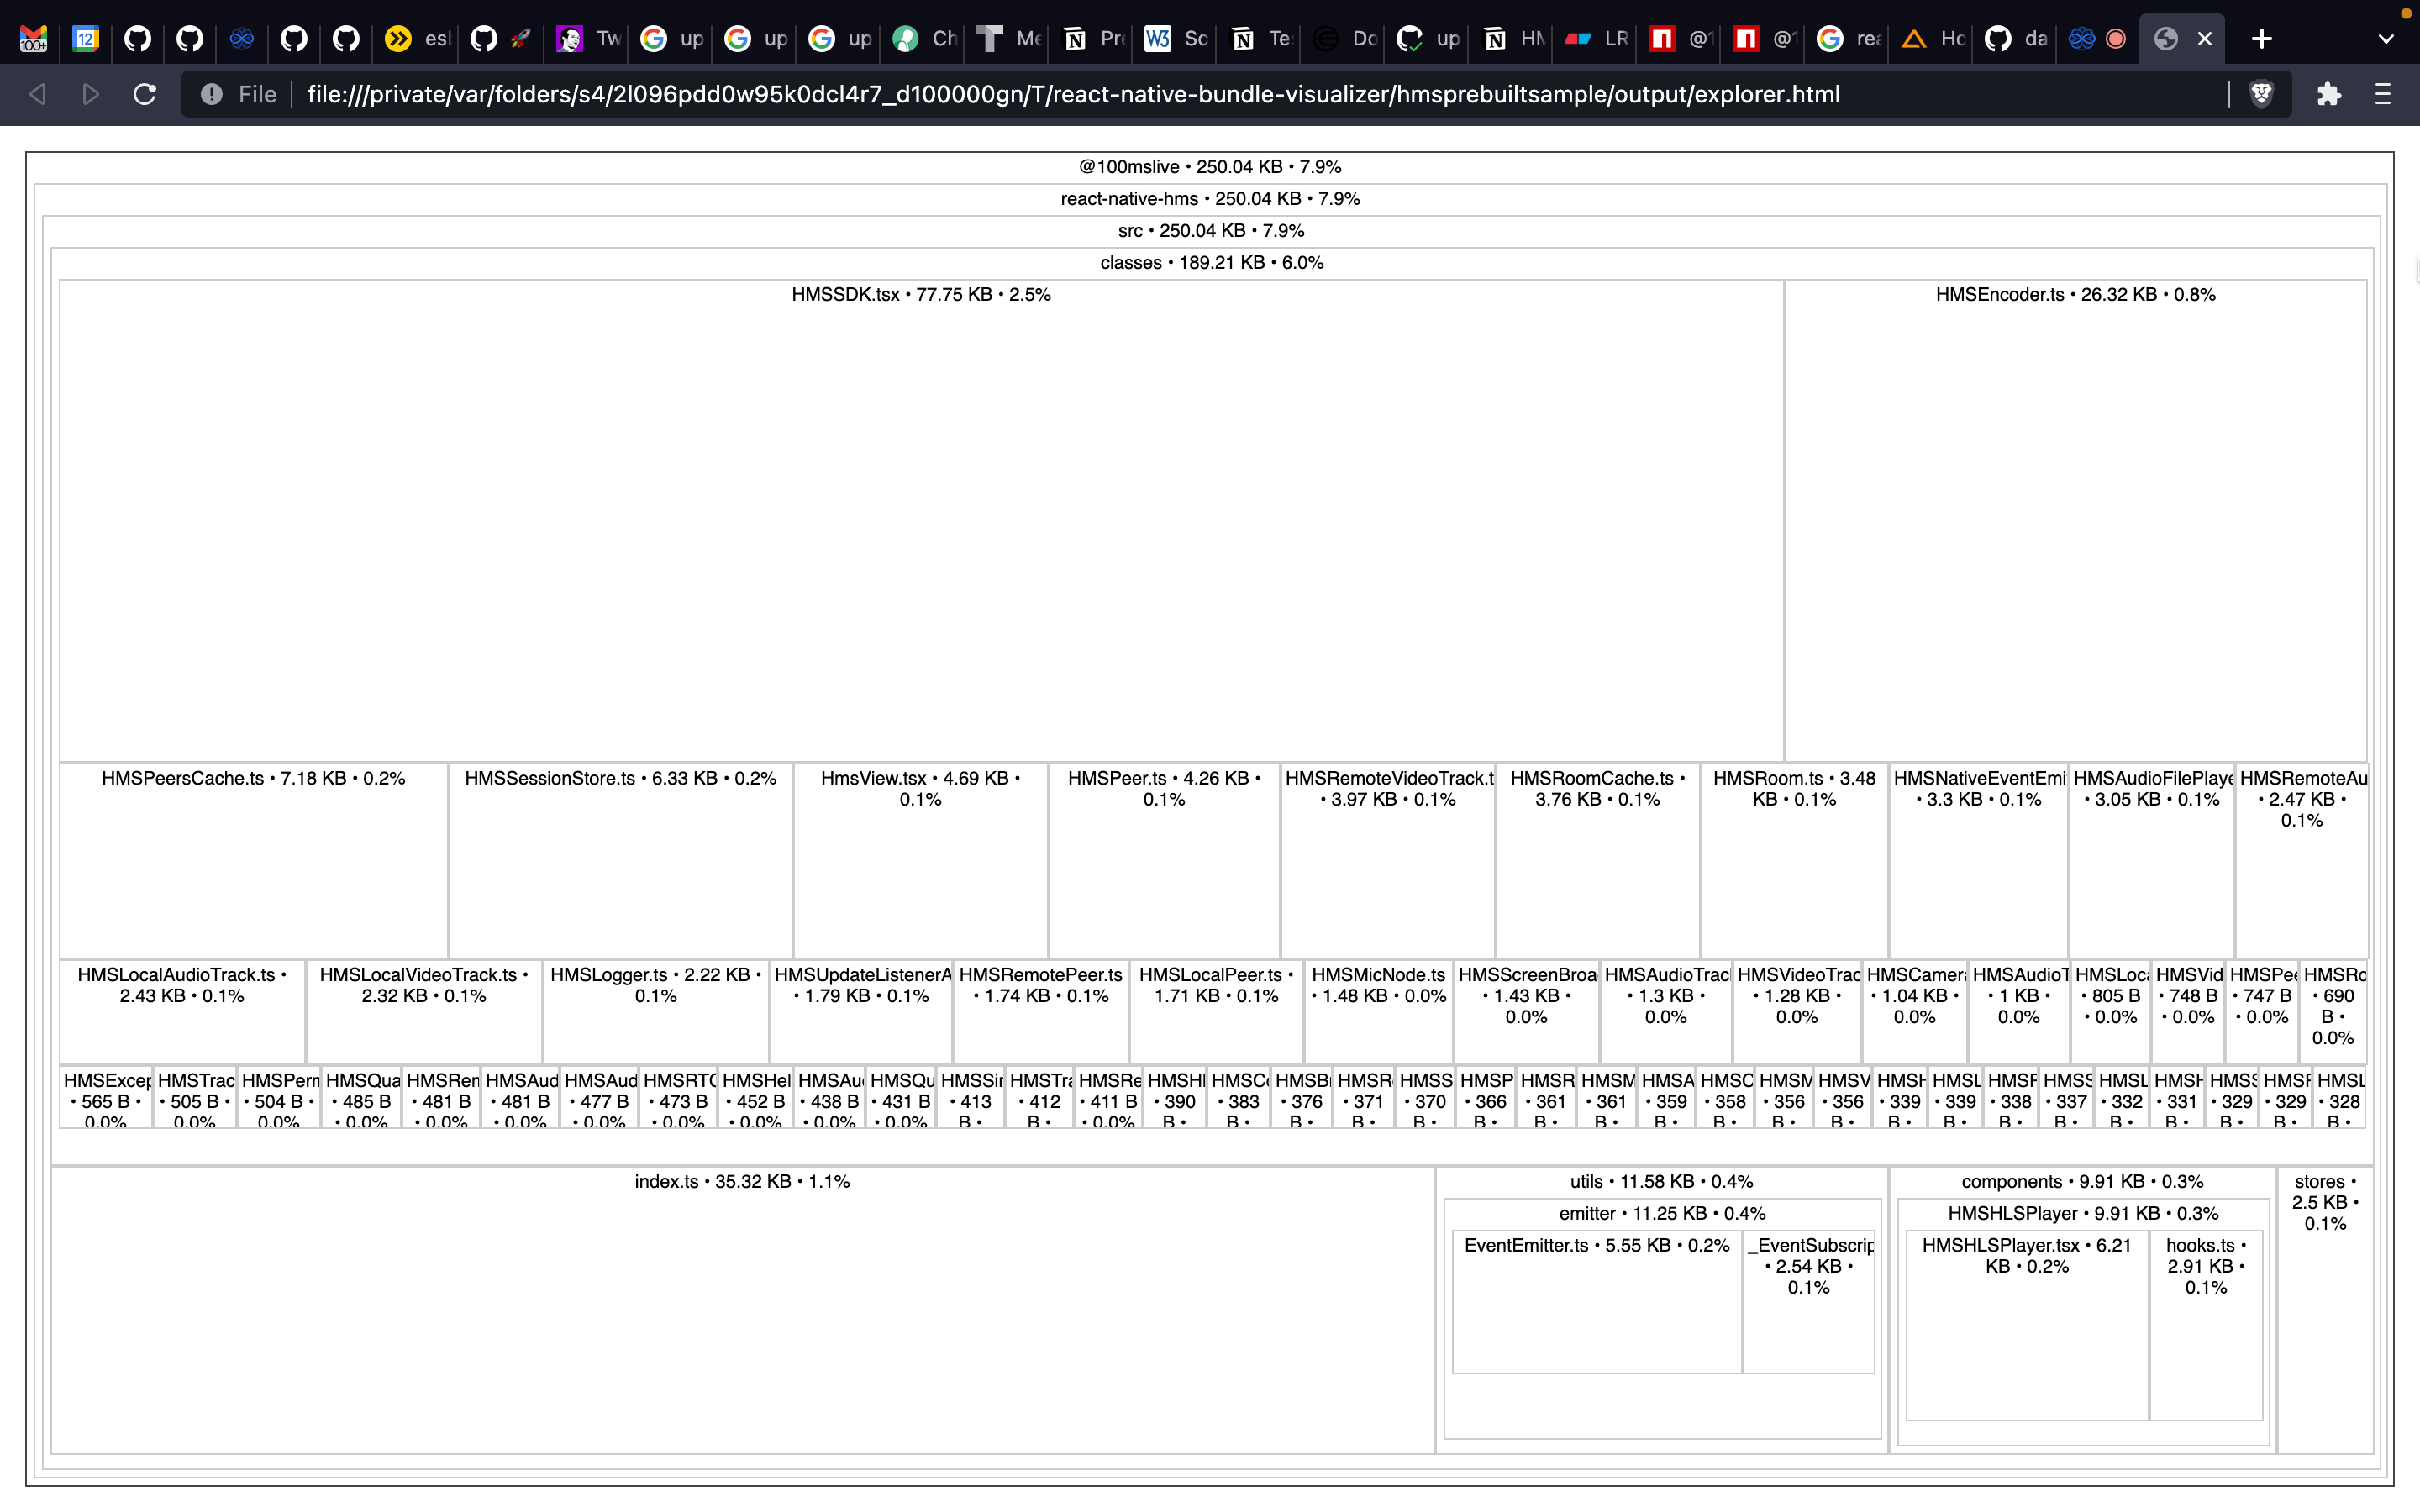 100+ 12 esl Tw up up up Ch Me Pr W3 Sc Te Do up HM LR @1 @1 rea Ho da
File file:///private/var/folders/s4/2l096pdd0w95k0dcl4r7_d100000gn/T/react-native-bundle-visualizer/hmsprebuiltsample/output/explorer.html
@100mslive • 250.04 KB • 7.9%
react-native-hms • 250.04 KB • 7.9%
src • 250.04 KB • 7.9%
classes • 189.21 KB • 6.0%
HMSSDK.tsx • 77.75 KB • 2.5%
HMSEncoder.ts • 26.32 KB • 0.8%
HMSPeersCache.ts • 7.18 KB • 0.2%
HMSSessionStore.ts • 6.33 KB • 0.2%
HmsView.tsx • 4.69 KB •
0.1%
HMSPeer.ts • 4.26 KB •
0.1%
HMSRemoteVideoTrack.t
• 3.97 KB • 0.1%
HMSRoomCache.ts •
3.76 KB • 0.1%
HMSRoom.ts • 3.48
KB • 0.1%
HMSNativeEventEmi
• 3.3 KB • 0.1%
HMSAudioFilePlaye
• 3.05 KB • 0.1%
HMSRemoteAu
• 2.47 KB •
0.1%
HMSLocalAudioTrack.ts •
2.43 KB • 0.1%
HMSLocalVideoTrack.ts •
2.32 KB • 0.1%
HMSLogger.ts • 2.22 KB •
0.1%
HMSUpdateListenerA
• 1.79 KB • 0.1%
HMSRemotePeer.ts
• 1.74 KB • 0.1%
HMSLocalPeer.ts •
1.71 KB • 0.1%
HMSMicNode.ts
• 1.48 KB • 0.0%
HMSScreenBroa
• 1.43 KB •
0.0%
HMSAudioTrac
• 1.3 KB •
0.0%
HMSVideoTrac
• 1.28 KB •
0.0%
HMSCamera
• 1.04 KB •
0.0%
HMSAudioT
• 1 KB •
0.0%
HMSLoca
• 805 B
• 0.0%
HMSVid
• 748 B
• 0.0%
HMSPee
• 747 B
• 0.0%
HMSRo
• 690
B •
0.0%
HMSExcep
• 565 B •
0.0%
HMSTrac
• 505 B •
0.0%
HMSPerm
• 504 B •
0.0%
HMSQua
• 485 B
• 0.0%
HMSRen
• 481 B
• 0.0%
HMSAud
• 481 B
• 0.0%
HMSAud
• 477 B
• 0.0%
HMSRTC
• 473 B
• 0.0%
HMSHel
• 452 B
• 0.0%
HMSAu
• 438 B
• 0.0%
HMSQu
• 431 B
• 0.0%
HMSSir
• 413
B •
HMSTra
• 412
B •
HMSRe
• 411 B
• 0.0%
HMSHl
• 390
B •
HMSCo
• 383
B •
HMSB
• 376
B •
HMSR
• 371
B •
HMSS
• 370
B •
HMSP
• 366
B •
HMSR
• 361
B •
HMSM
• 361
B •
HMSA
• 359
B •
HMSC
• 358
B •
HMSM
• 356
B •
HMSV
• 356
B •
HMSH
• 339
B •
HMSL
• 339
B •
HMSF
• 338
B •
HMSS
• 337
B •
HMSL
• 332
B •
HMSH
• 331
B •
HMSS
• 329
B •
HMSF
• 329
B •
HMSL
• 328
B •
index.ts • 35.32 KB • 1.1%
utils • 11.58 KB • 0.4%
emitter • 11.25 KB • 0.4%
EventEmitter.ts • 5.55 KB • 0.2%
_EventSubscrip
• 2.54 KB •
0.1%
components • 9.91 KB • 0.3%
HMSHLSPlayer • 9.91 KB • 0.3%
HMSHLSPlayer.tsx • 6.21
KB • 0.2%
hooks.ts •
2.91 KB •
0.1%
stores •
2.5 KB •
0.1%